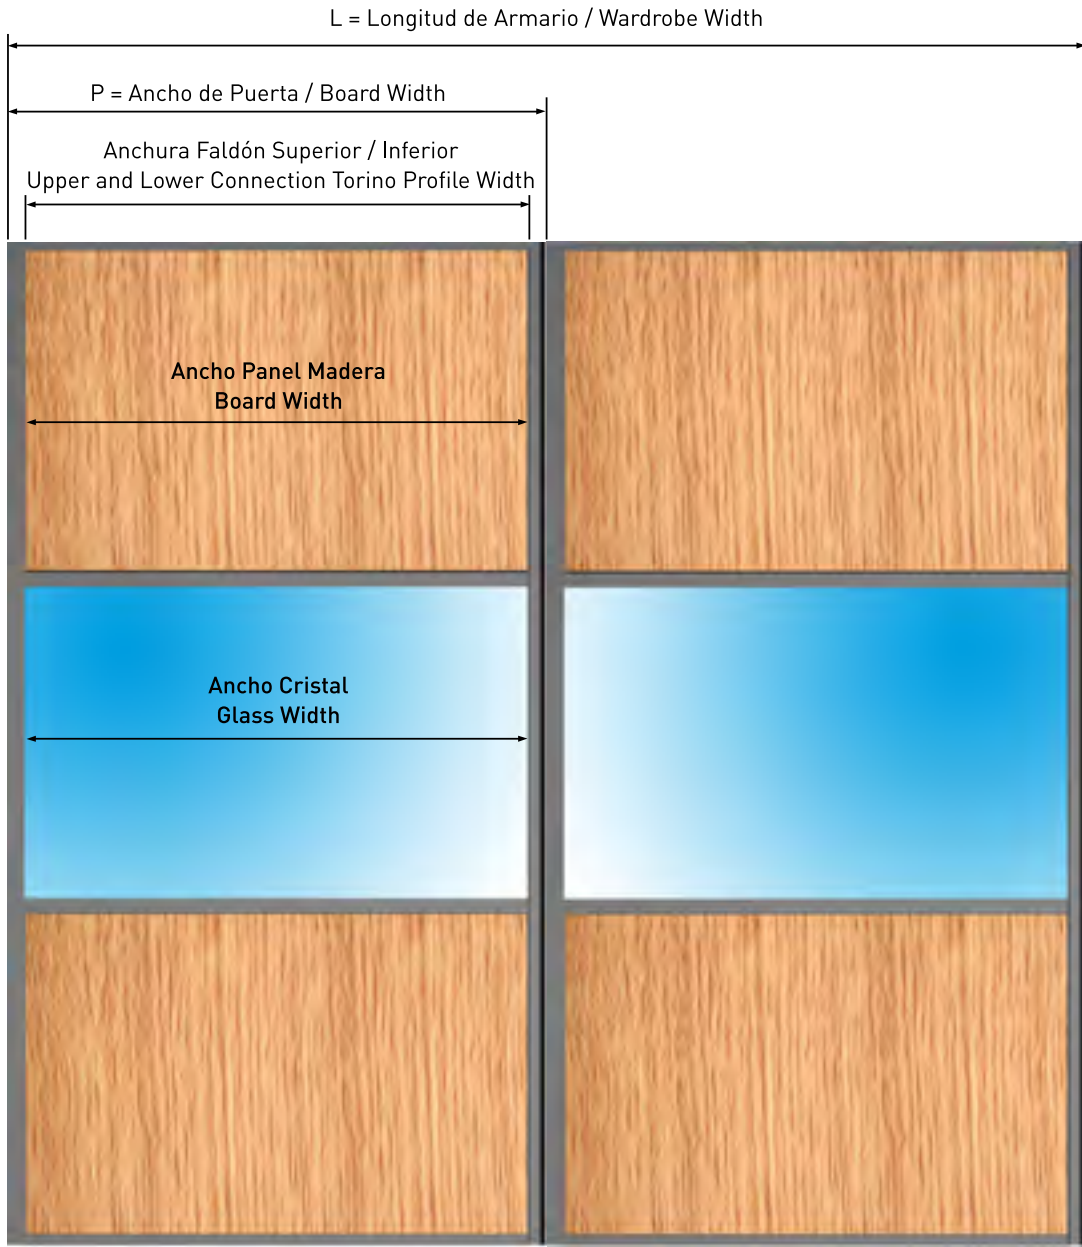 L = Longitud de Armario / Wardrobe Width
P = Ancho de Puerta / Board Width
Anchura Faldón Superior / Inferior
Upper and Lower Connection Torino Profile Width
Ancho Panel Madera
Board Width
Ancho Cristal
Glass Width